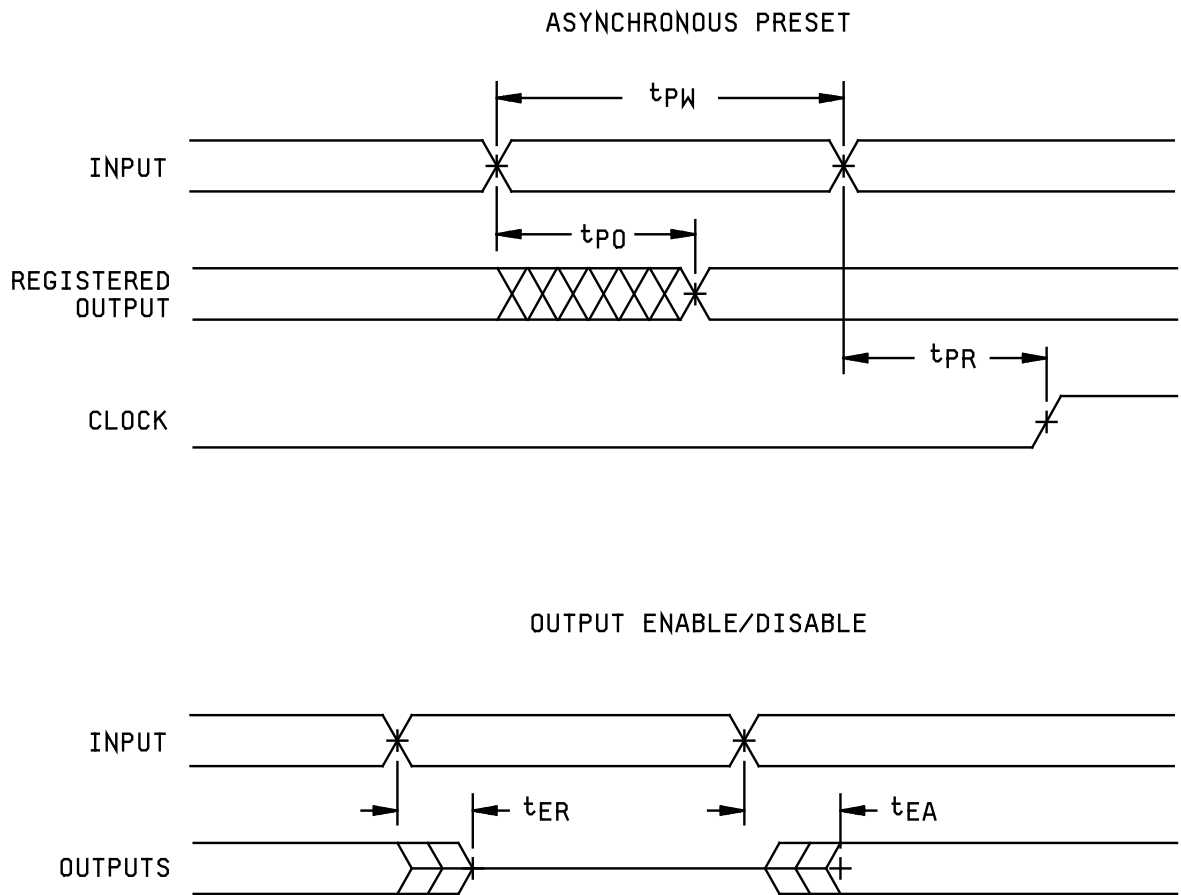 ASYNCHRONOUS PRESET
tPW
INPUT
tPO
REGISTERED
OUTPUT
tPR
CLOCK
OUTPUT ENABLE/DISABLE
INPUT
tER
tEA
OUTPUTS